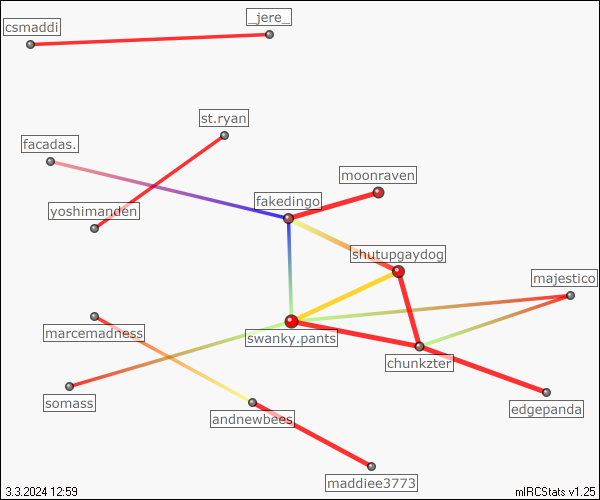 csmaddi
_jere_
st.ryan
facadas.
moonraven
fakedingo
yoshimanden
shutupgaydog
majestico
marcemadness
swanky.pants
chunkzter
somass
andnewbees
edgepanda
maddiee3773
3.3.2024 12:59
mIRCStats v1.25